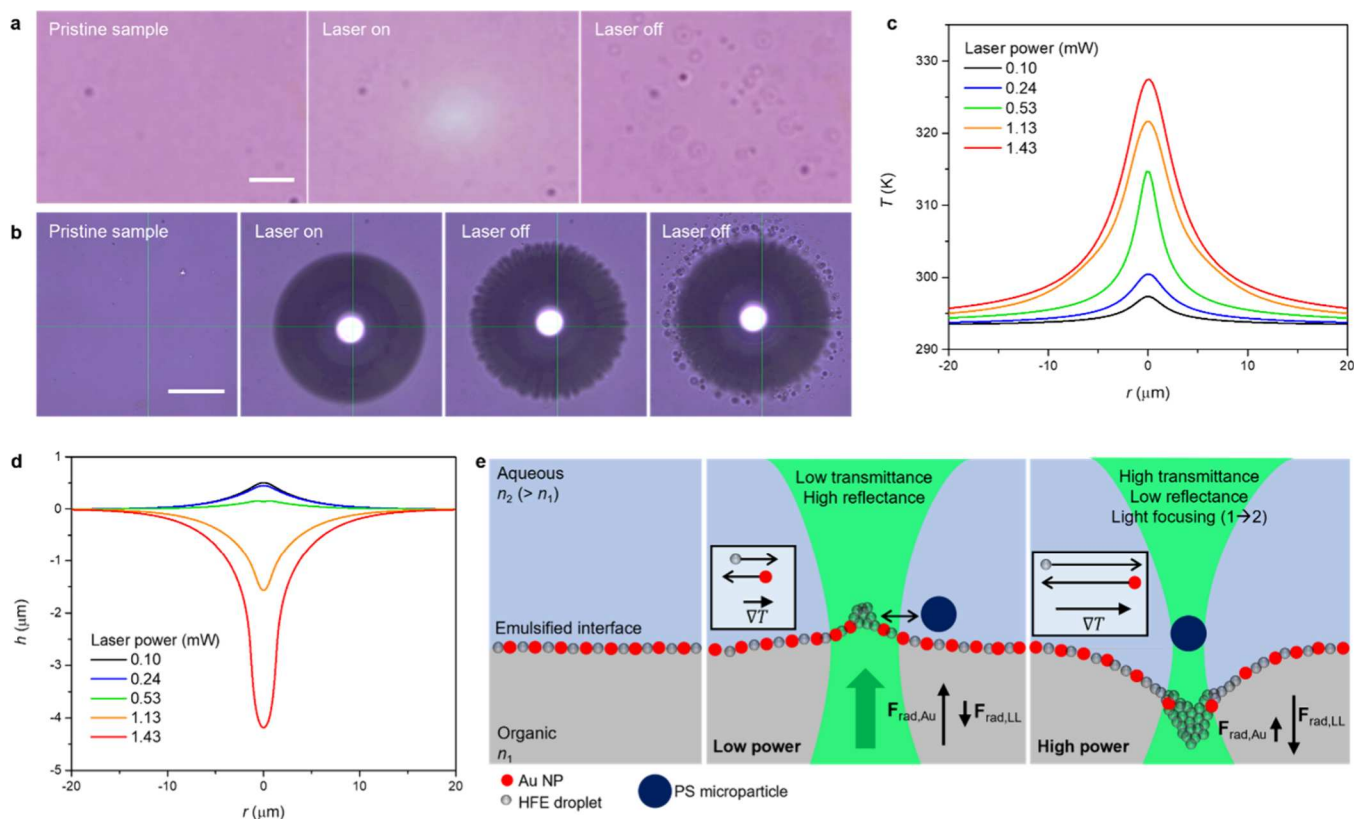 a
Pristine sample
Laser on
Laser off
b
Pristine sample
Laser on
Laser off
Laser off
c
Laser power (mW)
0.10
0.24
0.53
1.13
1.43
T (K)
330
320
310
300
290
-20
-10
0
10
20
r (μm)
d
h (μm)
1
0
-1
-2
-3
-4
-5
Laser power (mW)
0.10
0.24
0.53
1.13
1.43
-20
-10
0
10
20
r (μm)
e
Aqueous
n₂ (> n₁)
Emulsified interface
Organic
n₁
Low transmittance
High reflectance
∇T
F_rad,Au
F_rad,LL
Low power
High transmittance
Low reflectance
Light focusing (1→2)
∇T
F_rad,Au
F_rad,LL
High power
Au NP
HFE droplet
PS microparticle